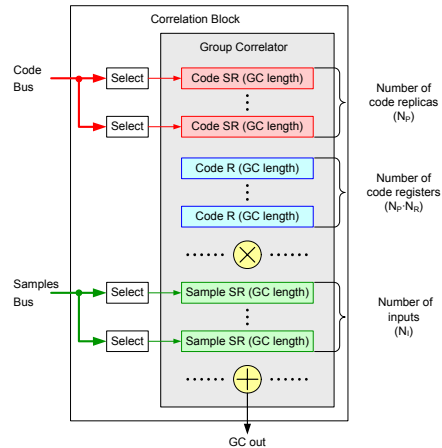 Correlation Block
Group Correlator
Code
Bus
Select
Code SR (GC length)
Select
Code SR (GC length)
Number of
code replicas
(NP)
Code R (GC length)
Code R (GC length)
Number of
code registers
(NP·NR)
Samples
Bus
Select
Sample SR (GC length)
Select
Sample SR (GC length)
Number of
inputs
(NI)
GC out